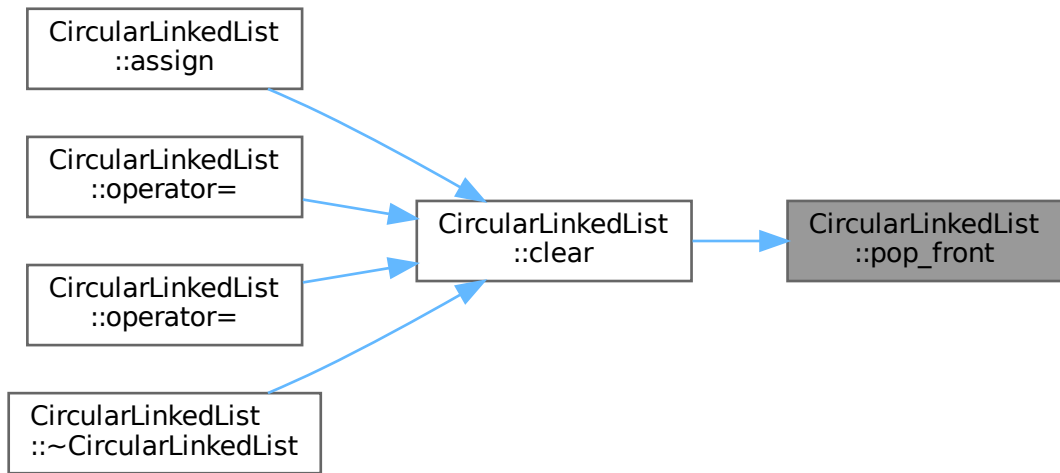 CircularLinkedList
::assign
CircularLinkedList
::operator=
CircularLinkedList
::operator=
CircularLinkedList
::~CircularLinkedList
CircularLinkedList
::clear
CircularLinkedList
::pop_front